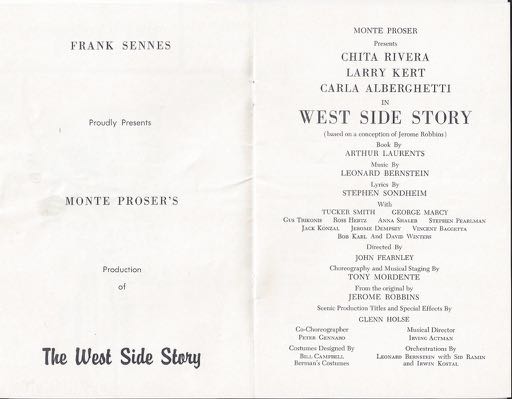 FRANK SENNES
Proudly Presents
MONTE PROSER'S
Production
of
The West Side Story
MONTE PROSER
Presents
CHITA RIVERA
LARRY KERT
CARLA ALBERGHETTI
IN
WEST SIDE STORY
(based on a conception of Jerome Robbins)
Book By
ARTHUR LAURENTS
Music By
LEONARD BERNSTEIN
Lyrics By
STEPHEN SONDHEIM
With
TUCKER SMITH GEORGE MARCY
GUS TRIKONIS ROSS HERTZ ANNA SHALER STEPHEN PEARLMAN
JACK KONZAL JEROME DEMPSEY VINCENT BAGGETTA
BOB KARL AND DAVID WINTERS
Directed By
JOHN FEARNLEY
Choreography and Musical Staging By
TONY MORDENTE
From the original by
JEROME ROBBINS
Scenic Production Titles and Special Effects By
GLENN HOLSE
Co-Choreographer
PETER GENNARO
Musical Director
IRVING ACTMAN
Costumes Designed By
BILL CAMPBELL
Berman's Costumes
Orchestrations By
LEONARD BERNSTEIN WITH SID RAMIN
AND IRWIN KOSTAL